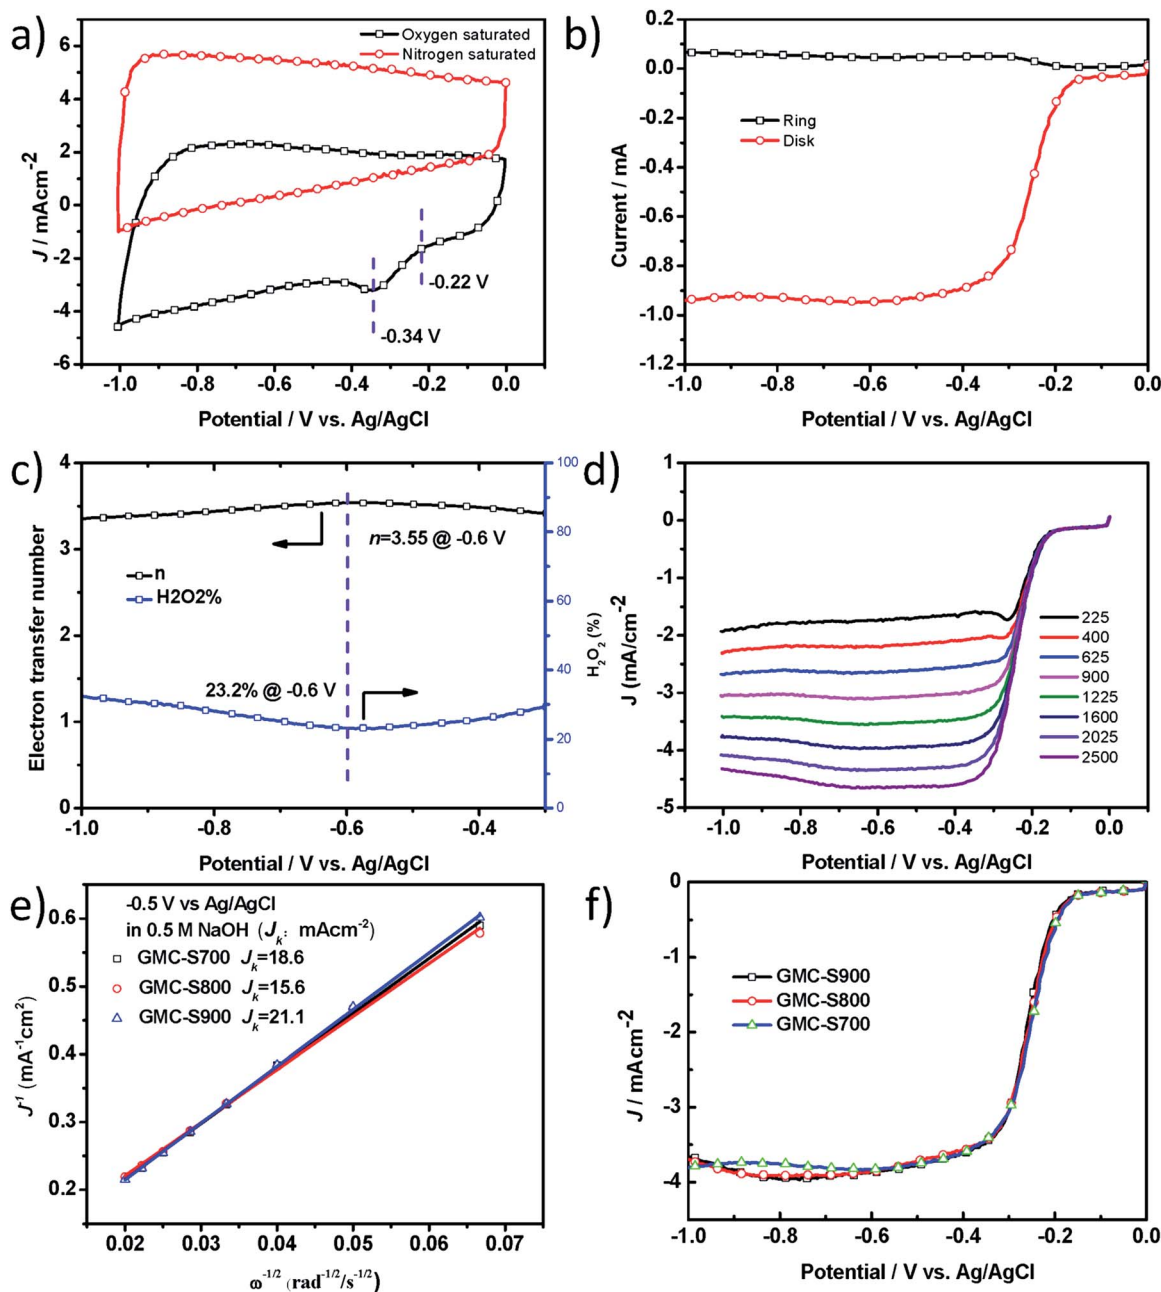 a)
Oxygen saturated
Nitrogen saturated
6
4
2
0
-2
-4
-6
J / mAcm-2
-0.22 V
-0.34 V
-1.0 -0.8 -0.6 -0.4 -0.2 0.0
Potential / V vs. Ag/AgCl
b)
0.2
0.0
-0.2
-0.4
-0.6
-0.8
-1.0
-1.2
Current / mA
Ring
Disk
-1.0 -0.8 -0.6 -0.4 -0.2 0.0
Potential / V vs. Ag/AgCl
c)
4
3
2
1
0
Electron transfer number
n=3.55 @ -0.6 V
n
H2O2%
23.2% @ -0.6 V
100
80
60
40
20
0
H2O2 (%)
-1.0 -0.8 -0.6 -0.4
Potential / V vs. Ag/AgCl
d)
1
0
-1
-2
-3
-4
-5
J (mA/cm-2
225
400
625
900
1225
1600
2025
2500
-1.0 -0.8 -0.6 -0.4 -0.2 0.0
Potential / V vs. Ag/AgCl
e)
-0.5 V vs Ag/AgCl
in 0.5 M NaOH (Jk: mAcm-2)
GMC-S700 Jk=18.6
GMC-S800 Jk=15.6
GMC-S900 Jk=21.1
0.6
0.5
0.4
0.3
0.2
J-1 (mA-1cm2)
0.02 0.03 0.04 0.05 0.06 0.07
ω-1/2 (rad-1/2/s-1/2)
f)
0
-1
-2
-3
-4
J / mAcm-2
GMC-S900
GMC-S800
GMC-S700
-1.0 -0.8 -0.6 -0.4 -0.2 0.0
Potential / V vs. Ag/AgCl